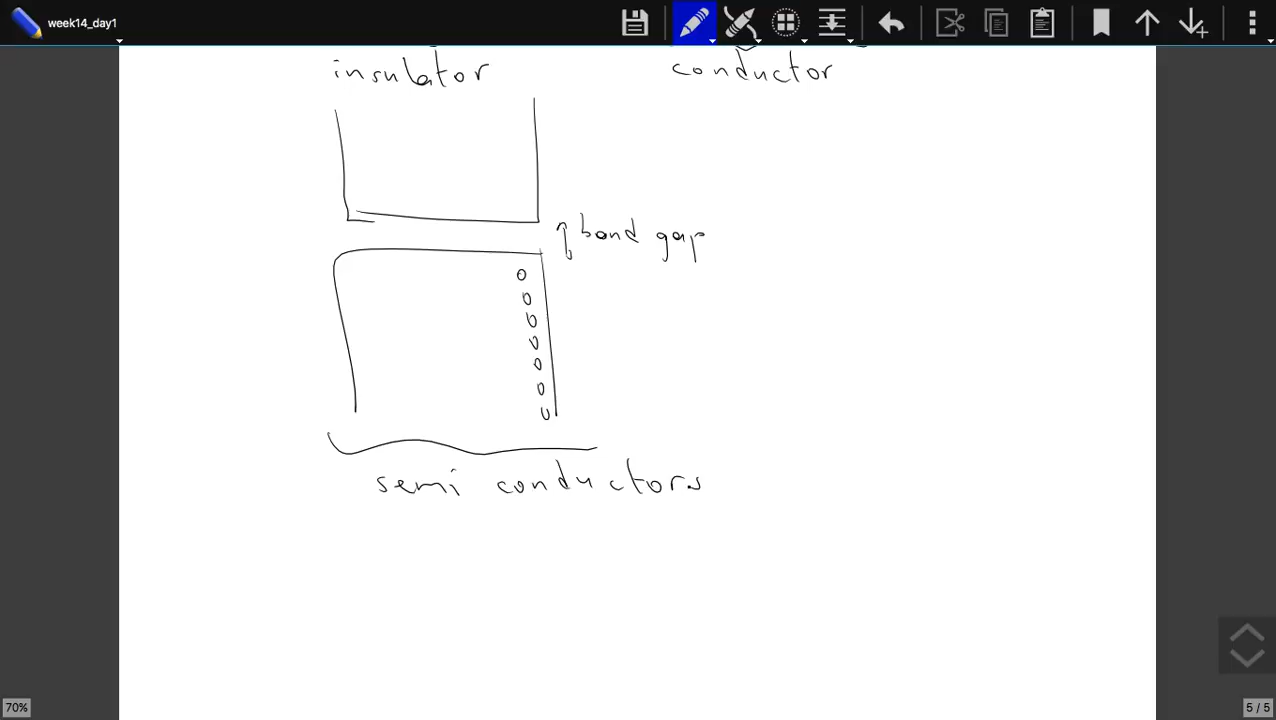 week14_day1
insulator
conductor
band gap
o
o
o
o
o
o
o
semi conductors
70%
5 / 5